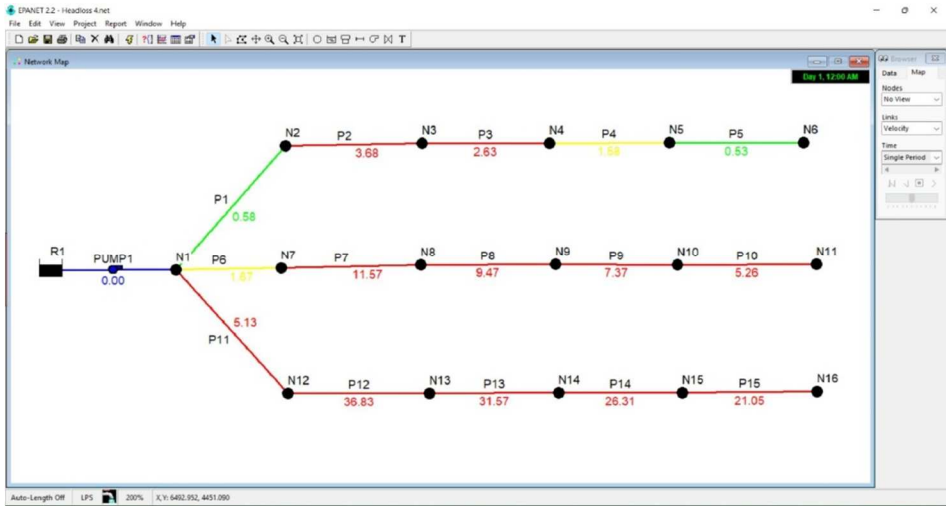 EPANET 2.2 - Headloss 4.net
File Edit View Project Report Window Help
Network Map
Day 1, 12:00 AM
Browser
Data Map
Nodes
No View
Links
Velocity
Time
Single Period
N2 P2 N3 P3 N4 P4 N5 P5 N6
3.68 2.63 1.58 0.53
P1
0.58
R1 PUMP1 N1 P6 N7 P7 N8 P8 N9 P9 N10 P10 N11
0.00 1.67 11.57 9.47 7.37 5.26
5.13
P11
N12 P12 N13 P13 N14 P14 N15 P15 N16
36.83 31.57 26.31 21.05
Auto-Length Off LPS 200% X,Y: 6492.952, 4451.090